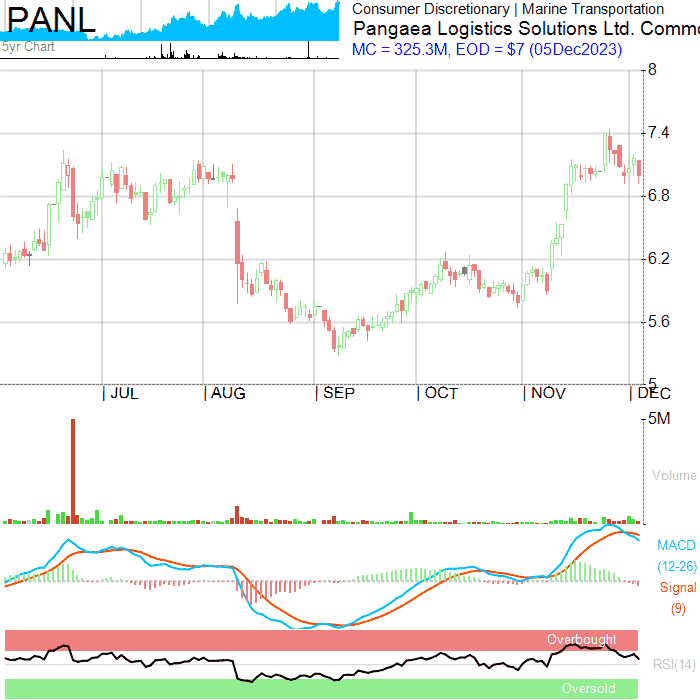 PANL
5yr Chart
Consumer Discretionary | Marine Transportation
Pangaea Logistics Solutions Ltd. Commo
MC = 325.3M, EOD = $7 (05Dec2023)
8
7.4
6.8
6.2
5.6
5
| JUL | AUG | SEP | OCT | NOV | DEC
5M
Volume
MACD
(12-26)
Signal
(9)
Overbought
RSI(14)
Oversold